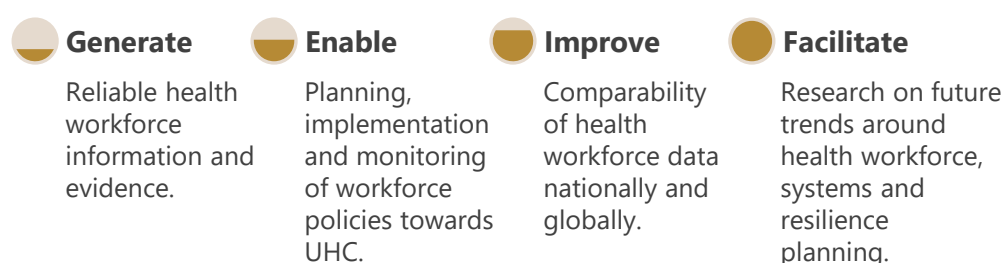 Generate
Reliable health
workforce
information and
evidence.
Enable
Planning,
implementation
and monitoring
of workforce
policies towards
UHC.
Improve
Comparability
of health
workforce data
nationally and
globally.
Facilitate
Research on future
trends around
health workforce,
systems and
resilience
planning.